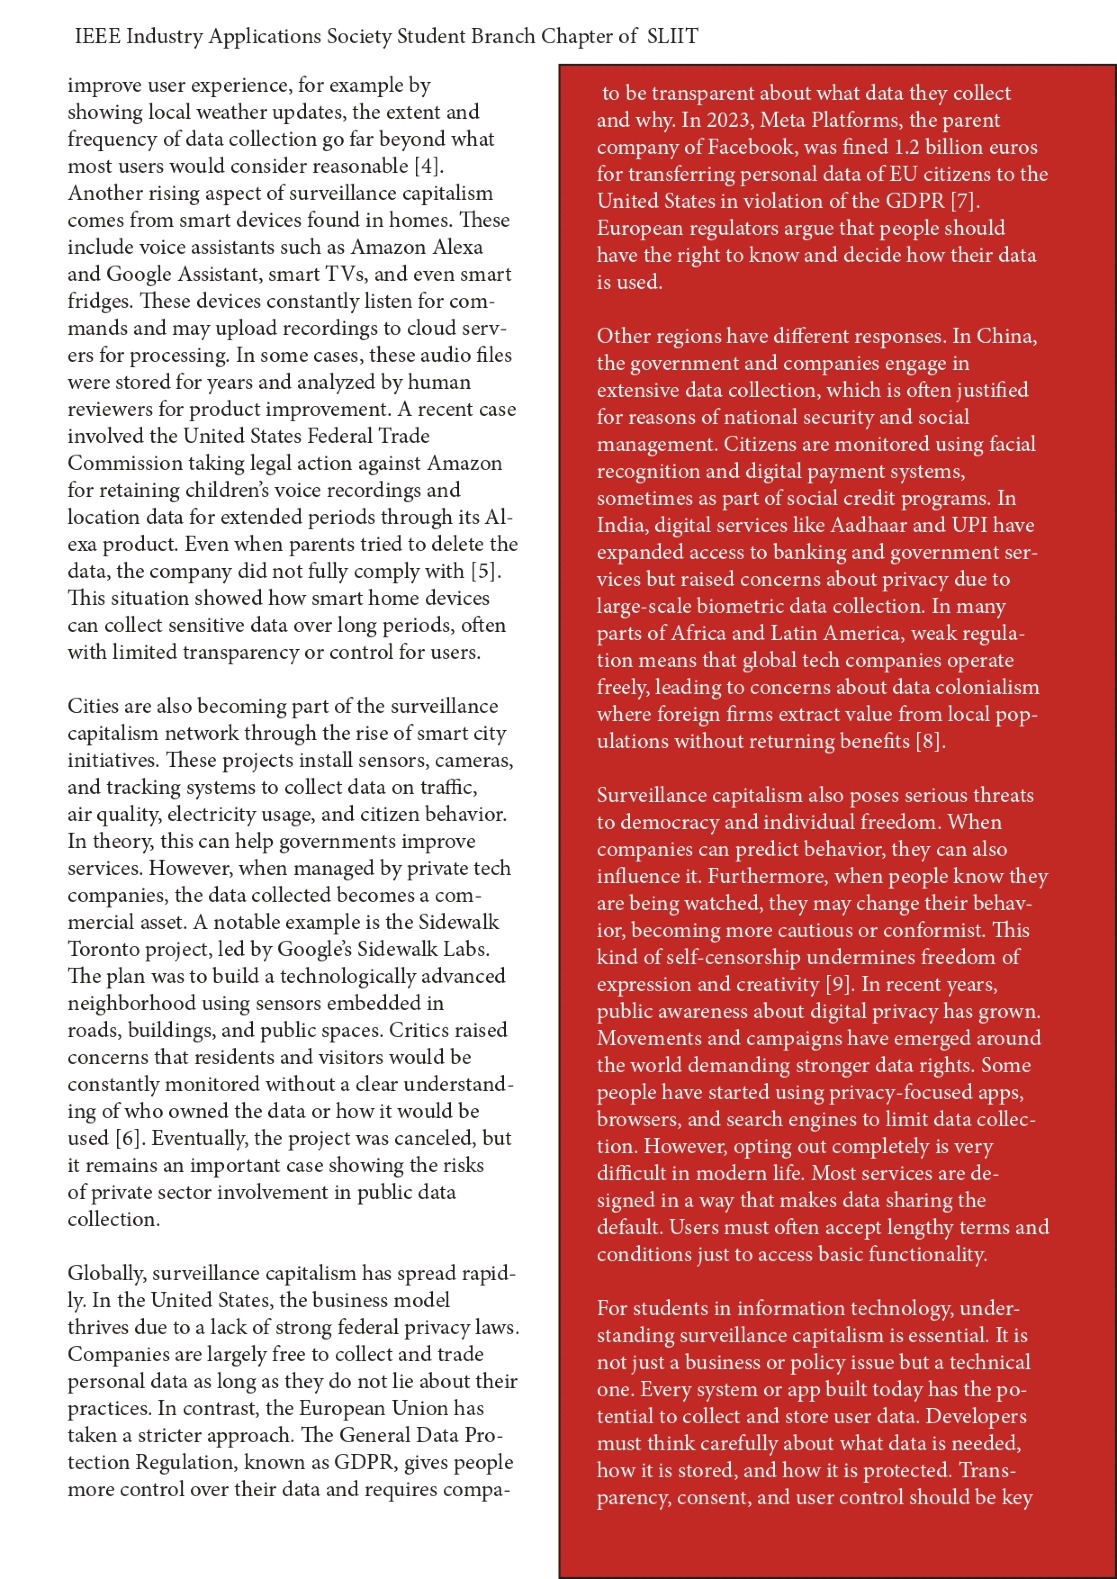 IEEE Industry Applications Society Student Branch Chapter of SLIIT
improve user experience, for example by
showing local weather updates, the extent and
frequency of data collection go far beyond what
most users would consider reasonable [4].
Another rising aspect of surveillance capitalism
comes from smart devices found in homes. These
include voice assistants such as Amazon Alexa
and Google Assistant, smart TVs, and even smart
fridges. These devices constantly listen for com-
mands and may upload recordings to cloud serv-
ers for processing. In some cases, these audio files
were stored for years and analyzed by human
reviewers for product improvement. A recent case
involved the United States Federal Trade
Commission taking legal action against Amazon
for retaining children’s voice recordings and
location data for extended periods through its Al-
exa product. Even when parents tried to delete the
data, the company did not fully comply with [5].
This situation showed how smart home devices
can collect sensitive data over long periods, often
with limited transparency or control for users.

Cities are also becoming part of the surveillance
capitalism network through the rise of smart city
initiatives. These projects install sensors, cameras,
and tracking systems to collect data on traffic,
air quality, electricity usage, and citizen behavior.
In theory, this can help governments improve
services. However, when managed by private tech
companies, the data collected becomes a com-
mercial asset. A notable example is the Sidewalk
Toronto project, led by Google’s Sidewalk Labs.
The plan was to build a technologically advanced
neighborhood using sensors embedded in
roads, buildings, and public spaces. Critics raised
concerns that residents and visitors would be
constantly monitored without a clear understand-
ing of who owned the data or how it would be
used [6]. Eventually, the project was canceled, but
it remains an important case showing the risks
of private sector involvement in public data
collection.

Globally, surveillance capitalism has spread rapid-
ly. In the United States, the business model
thrives due to a lack of strong federal privacy laws.
Companies are largely free to collect and trade
personal data as long as they do not lie about their
practices. In contrast, the European Union has
taken a stricter approach. The General Data Pro-
tection Regulation, known as GDPR, gives people
more control over their data and requires compa-
to be transparent about what data they collect
and why. In 2023, Meta Platforms, the parent
company of Facebook, was fined 1.2 billion euros
for transferring personal data of EU citizens to the
United States in violation of the GDPR [7].
European regulators argue that people should
have the right to know and decide how their data
is used.

Other regions have different responses. In China,
the government and companies engage in
extensive data collection, which is often justified
for reasons of national security and social
management. Citizens are monitored using facial
recognition and digital payment systems,
sometimes as part of social credit programs. In
India, digital services like Aadhaar and UPI have
expanded access to banking and government ser-
vices but raised concerns about privacy due to
large-scale biometric data collection. In many
parts of Africa and Latin America, weak regula-
tion means that global tech companies operate
freely, leading to concerns about data colonialism
where foreign firms extract value from local pop-
ulations without returning benefits [8].

Surveillance capitalism also poses serious threats
to democracy and individual freedom. When
companies can predict behavior, they can also
influence it. Furthermore, when people know they
are being watched, they may change their behav-
ior, becoming more cautious or conformist. This
kind of self-censorship undermines freedom of
expression and creativity [9]. In recent years,
public awareness about digital privacy has grown.
Movements and campaigns have emerged around
the world demanding stronger data rights. Some
people have started using privacy-focused apps,
browsers, and search engines to limit data collec-
tion. However, opting out completely is very
difficult in modern life. Most services are de-
signed in a way that makes data sharing the
default. Users must often accept lengthy terms and
conditions just to access basic functionality.

For students in information technology, under-
standing surveillance capitalism is essential. It is
not just a business or policy issue but a technical
one. Every system or app built today has the po-
tential to collect and store user data. Developers
must think carefully about what data is needed,
how it is stored, and how it is protected. Trans-
parency, consent, and user control should be key